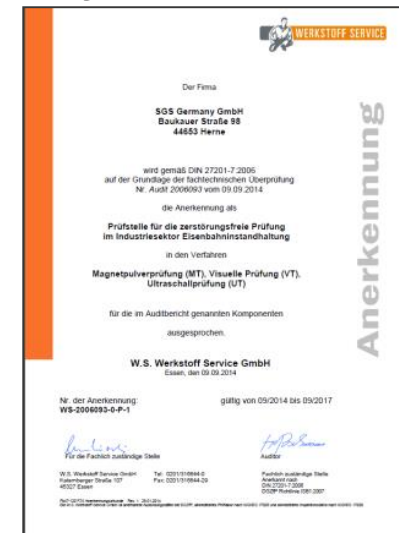 WERKSTOFF SERVICE
Der Firma
SGS Germany GmbH
Baukauer Straße 98
44653 Herne
wird gemäß DIN 27201-7:2006
auf der Grundlage der fachtechnischen Überprüfung
Nr. Audit 2006093 vom 09.09.2014
die Anerkennung als
Prüfstelle für die zerstörungsfreie Prüfung
im Industriesektor Eisenbahninstandhaltung
in den Verfahren
Magnetpulverprüfung (MT), Visuelle Prüfung (VT),
Ultraschallprüfung (UT)
für die im Auditbericht genannten Komponenten
ausgesprochen.
W.S. Werkstoff Service GmbH
Essen, den 09.09.2014
Nr. der Anerkennung: gültig von 09/2014 bis 09/2017
WS-2006093-0-P-1
Für die Fachlich zuständige Stelle Auditor
W.S. Werkstoff Service GmbH Tel: 0201/316844-0 Fachlich zuständige Stelle
Katernberger Straße 107 Fax: 0201/316844-29 Anerkannt nach
45327 Essen DIN 27201-7:2006
Anerkennung